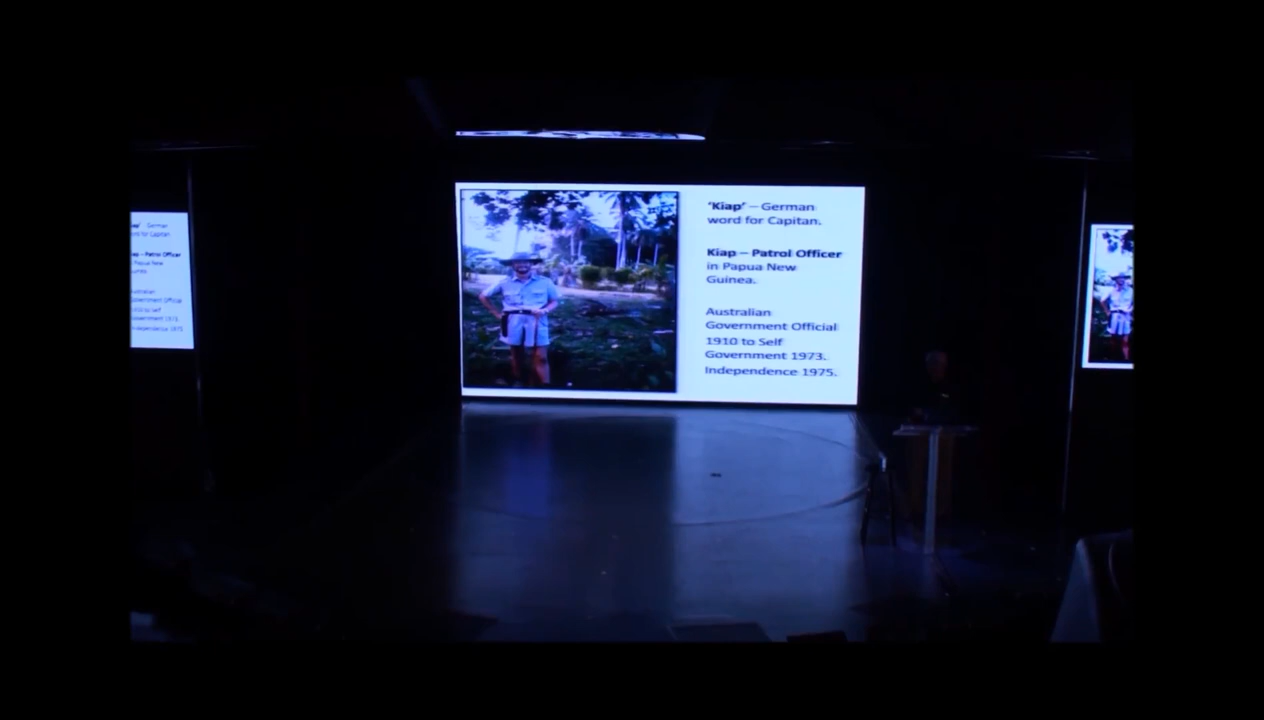 'Kiap' – German
word for Capitan.
Kiap – Patrol Officer
in Papua New
Guinea.
Australian
Government Official
1910 to Self
Government 1973.
Independence 1975.